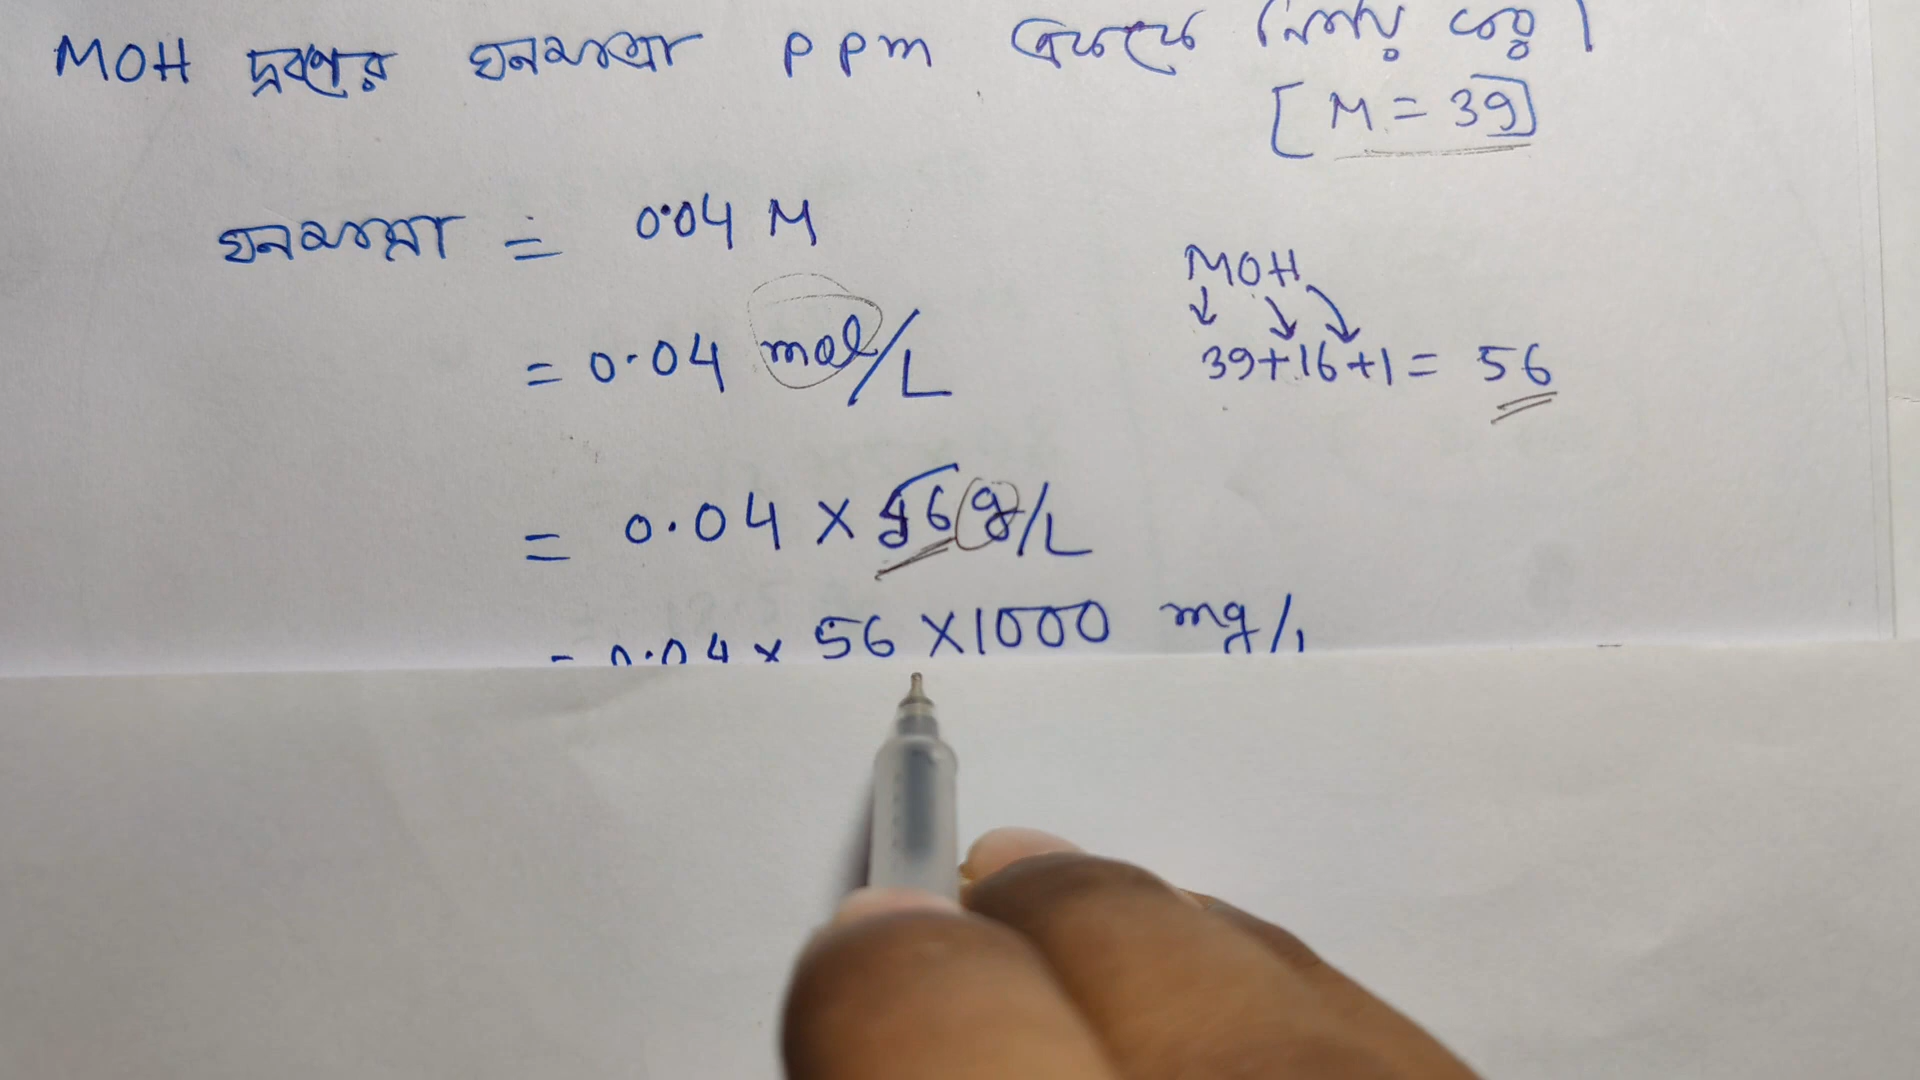 MOH দ্রবণের ঘনমাত্রা ppm এককে নির্ণয় কর।
[M = 39]
ঘনমাত্রা = 0.04 M
= 0.04 mol/L
MOH
39+16+1 = 56
= 0.04 × 56 g/L
= 0.04 × 56 ×1000 mg/L